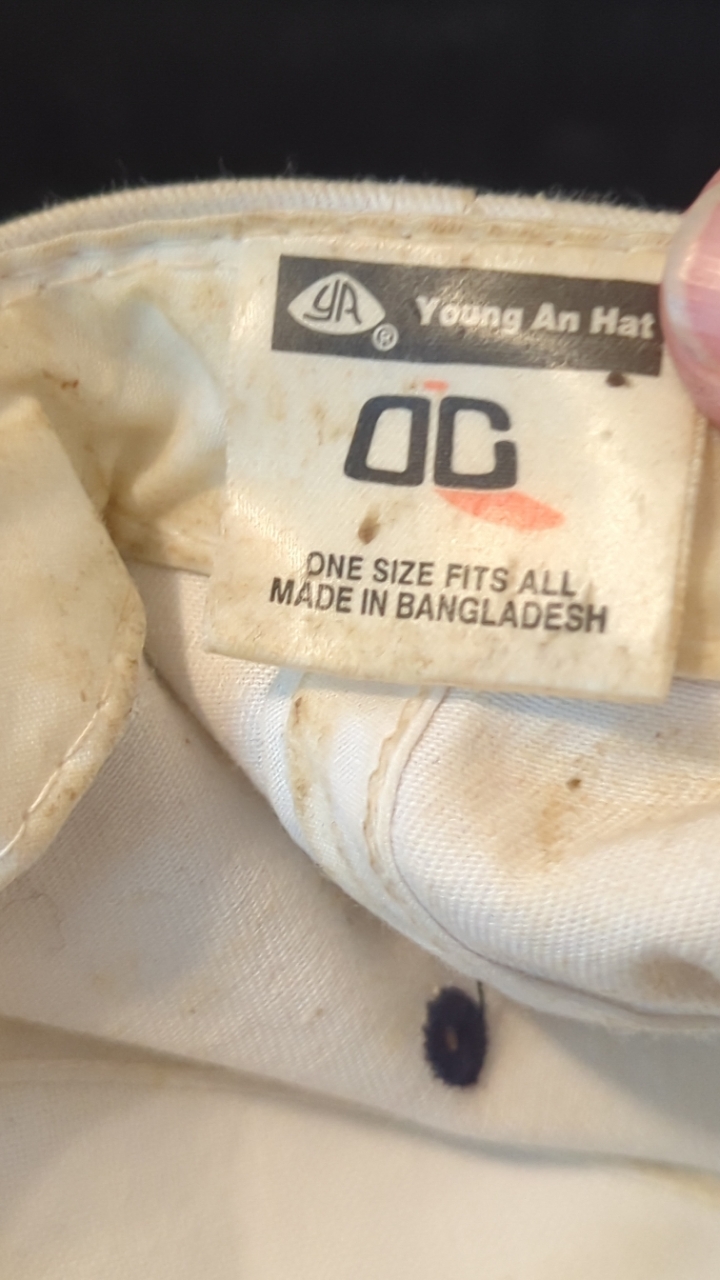 YA ® Young An Hat
OC
ONE SIZE FITS ALL
MADE IN BANGLADESH